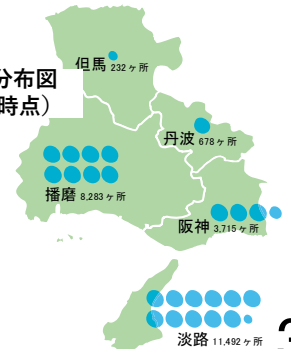 分布図
時点）
但馬 232ヶ所
丹波 678ヶ所
播磨 8,283ヶ所
阪神 3,715ヶ所
淡路 11,492ヶ所